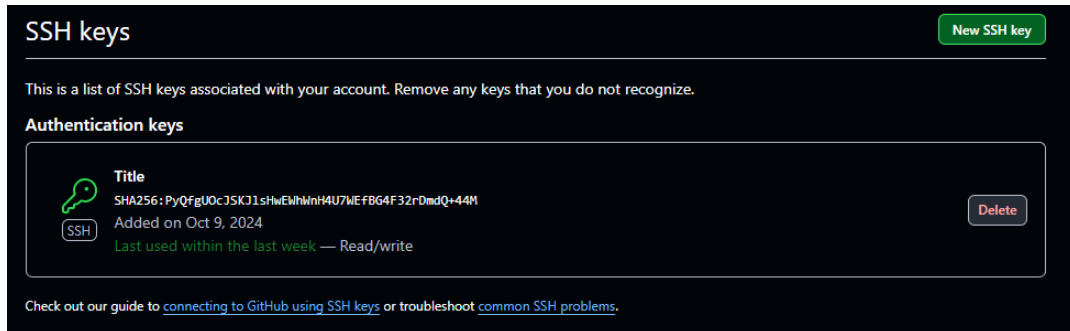 SSH keys
New SSH key
This is a list of SSH keys associated with your account. Remove any keys that you do not recognize.
Authentication keys
Title
SHA256:PyQfgUOcJSKJ1sHwEWhWnH4U7WEfBG4F32rDmdQ+44M
Added on Oct 9, 2024
SSH
Last used within the last week — Read/write
Delete
Check out our guide to connecting to GitHub using SSH keys or troubleshoot common SSH problems.